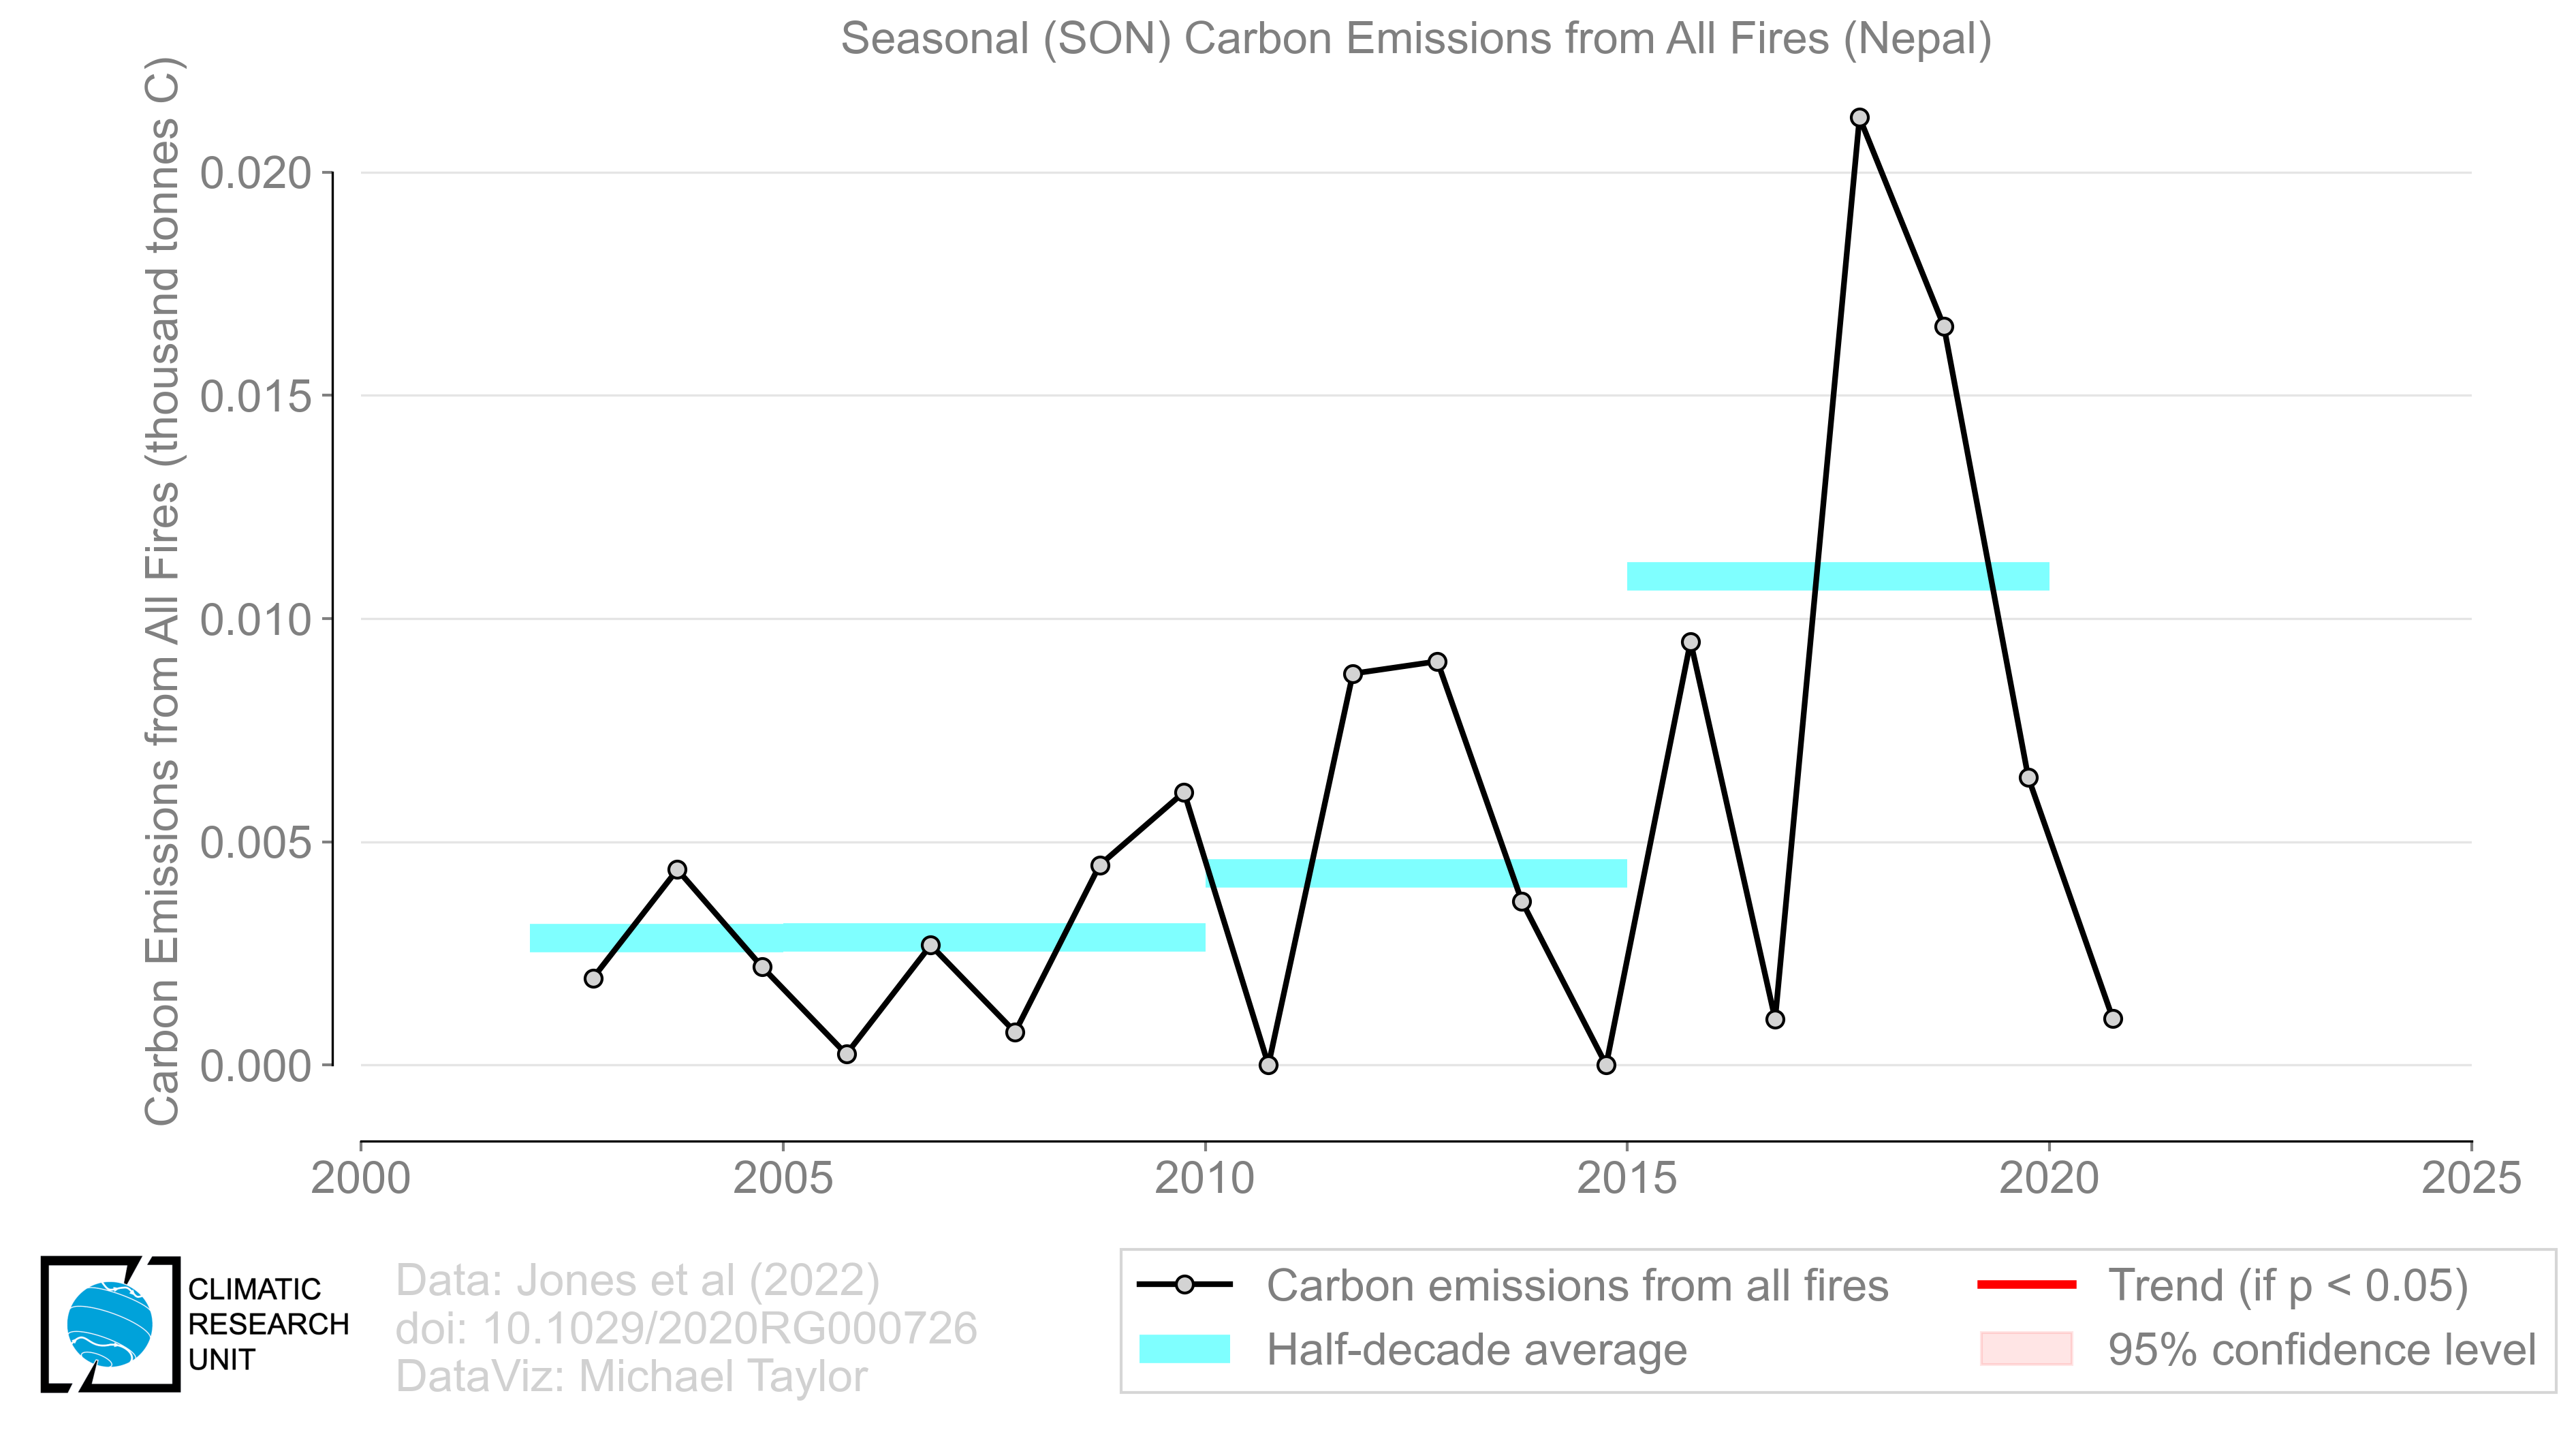 Seasonal (SON) Carbon Emissions from All Fires (Nepal)
Carbon Emissions from All Fires (thousand tonnes C)
0.020
0.015
0.010
0.005
0.000
2000 2005 2010 2015 2020 2025
CLIMATIC
RESEARCH
UNIT
Data: Jones et al (2022)
doi: 10.1029/2020RG000726
DataViz: Michael Taylor
Carbon emissions from all fires
Half-decade average
Trend (if p < 0.05)
95% confidence level